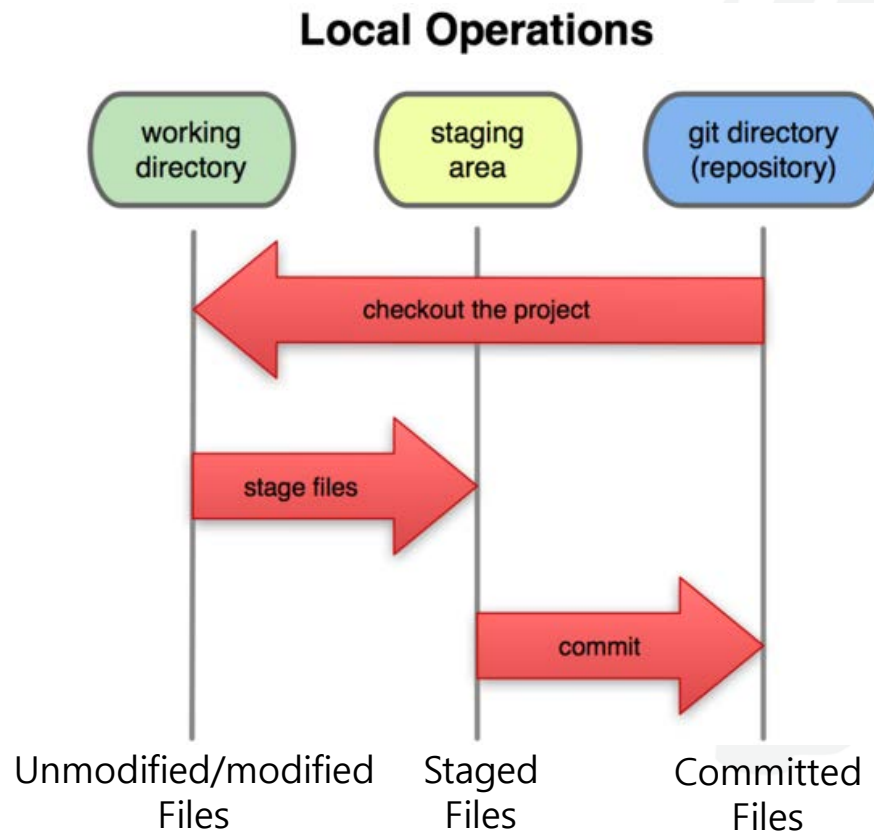 Local Operations
working
directory
staging
area
git directory
(repository)
checkout the project
stage files
commit
Unmodified/modified
Files
Staged
Files
Committed
Files